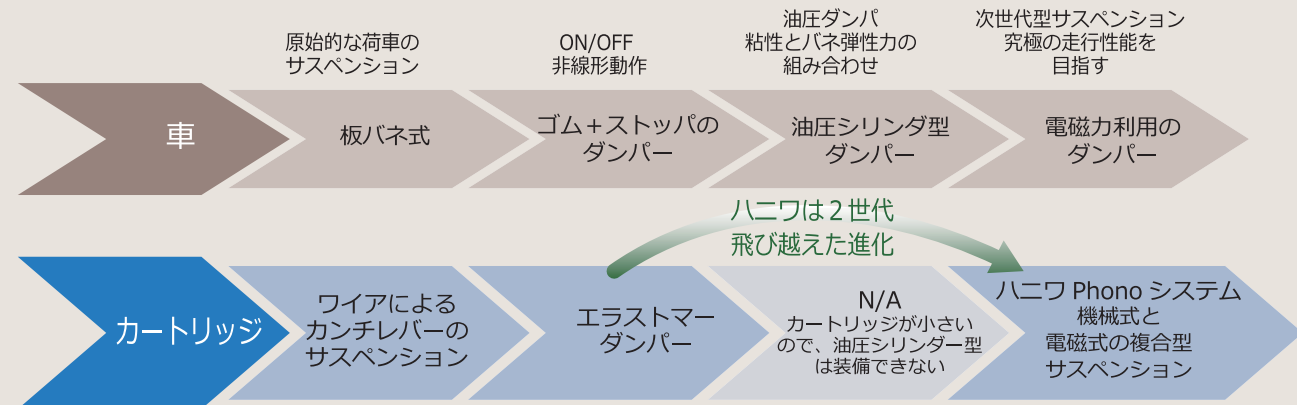 原始的な荷車の
サスペンション
ON/OFF
非線形動作
油圧ダンパ
粘性とバネ弾性力の
組み合わせ
次世代型サスペンション
究極の走行性能を
目指す
車
板バネ式
ゴム+ストッパの
ダンパー
油圧シリンダ型
ダンパー
電磁力利用の
ダンパー
ハニワは2世代
飛び越えた進化
カートリッジ
ワイアによる
カンチレバーの
サスペンション
エラストマー
ダンパー
N/A
カートリッジが小さい
ので、油圧シリンダー型
は装備できない
ハニワ Phono システム
機械式と
電磁式の複合型
サスペンション